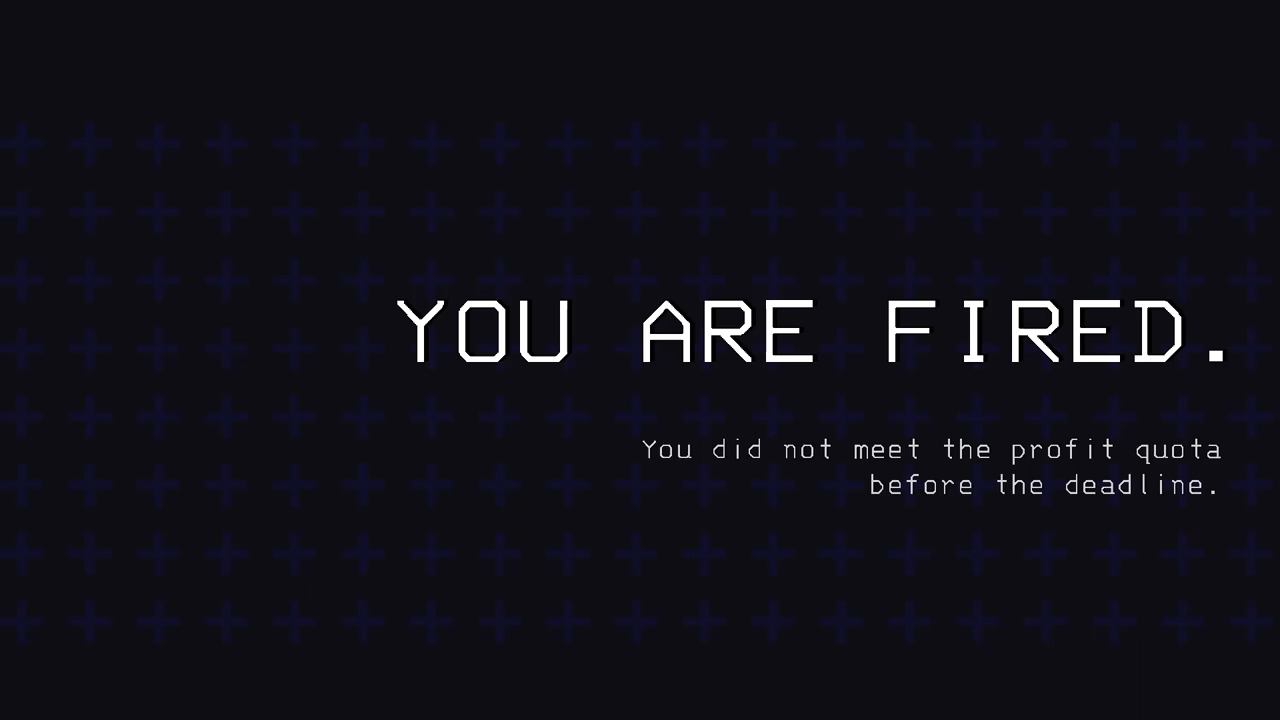 YOU ARE FIRED.
You did not meet the profit quota
before the deadline.